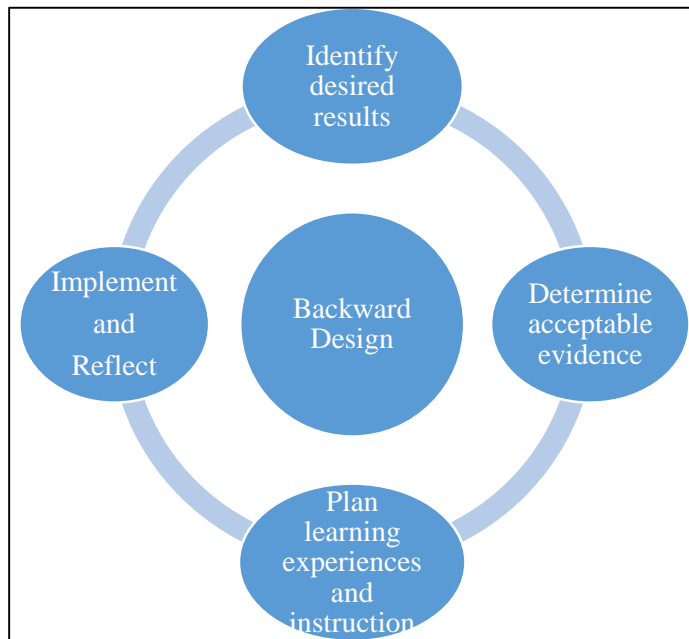 Identify
desired
results
Determine
acceptable
evidence
Plan
learning
experiences
and
instruction
Implement
and
Reflect
Backward
Design